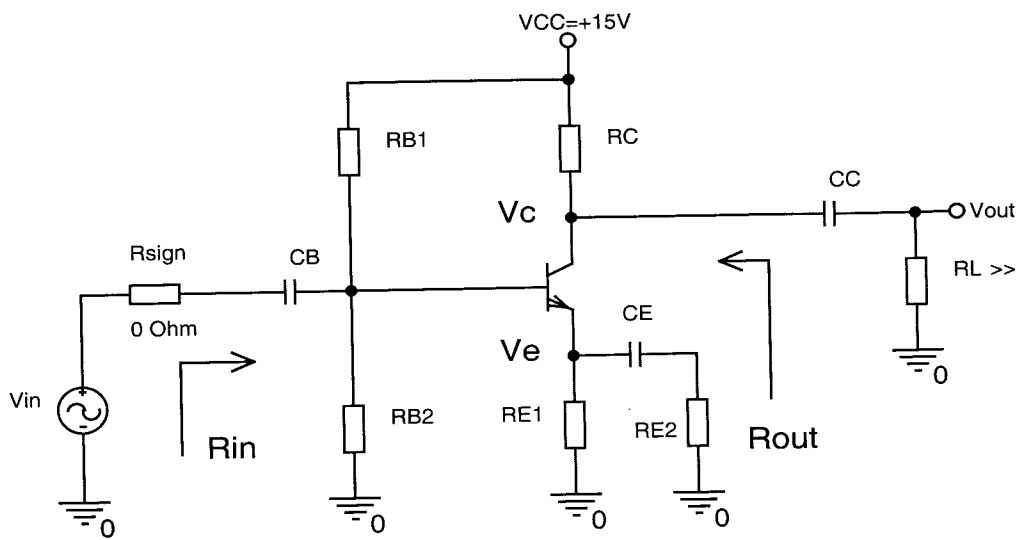 VCC=+15V
RB1
RC
CC
Vc
Vout
Rsign
CB
RL >>
0 Ohm
CE
Ve
0
Vin
RB2
RE1
RE2
Rin
Rout
0
0
0
0